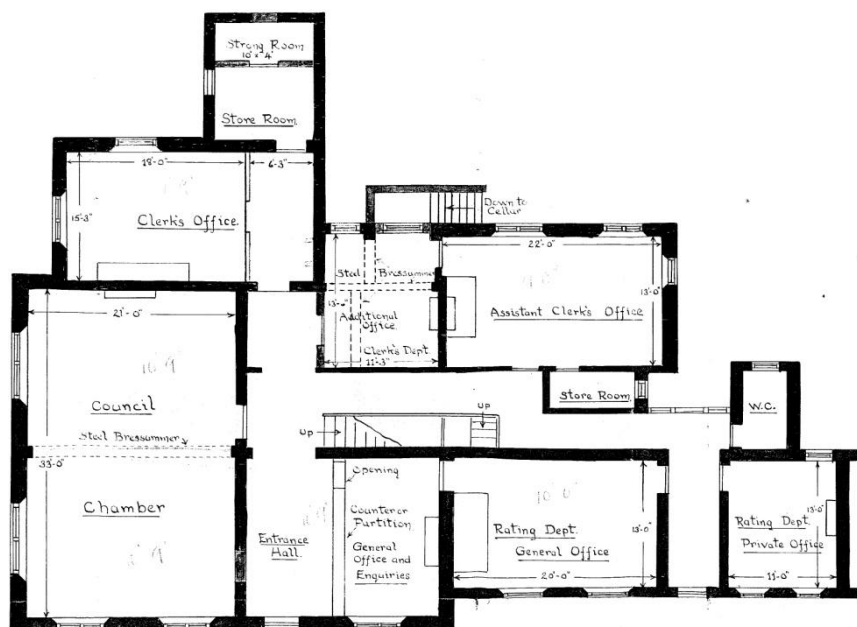 Strong Room
10' × 4'
Store Room
18'-0"
6'-3"
15'-3"
Clerk's Office
Down to
Cellar
22'-0"
Steel Bressummer
13'-0"
Additional
Office
Assistant Clerk's Office
Clerk's Dept
11'-3"
21'-0"
Council
Steel Bressummer
33'-0"
Chamber
Store Room
W.C.
UP
UP
Opening
Counter or
Partition
General
Office and
Enquiries
Entrance
Hall.
Rating Dept.
General Office
13'-0"
20'-0"
Rating Dept.
Private Office
13'-0"
11'-0"